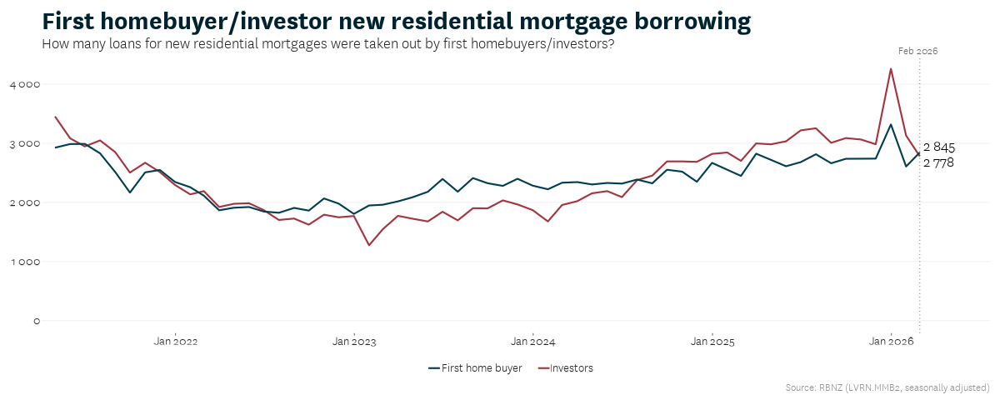 First homebuyer/investor new residential mortgage borrowing
How many loans for new residential mortgages were taken out by first homebuyers/investors?
Feb 2026
4 000
3 000
2 845
2 778
2 000
1 000
0
Jan 2022 Jan 2023 Jan 2024 Jan 2025 Jan 2026
First home buyer Investors
Source: RBNZ (LVRN.MMB2, seasonally adjusted)